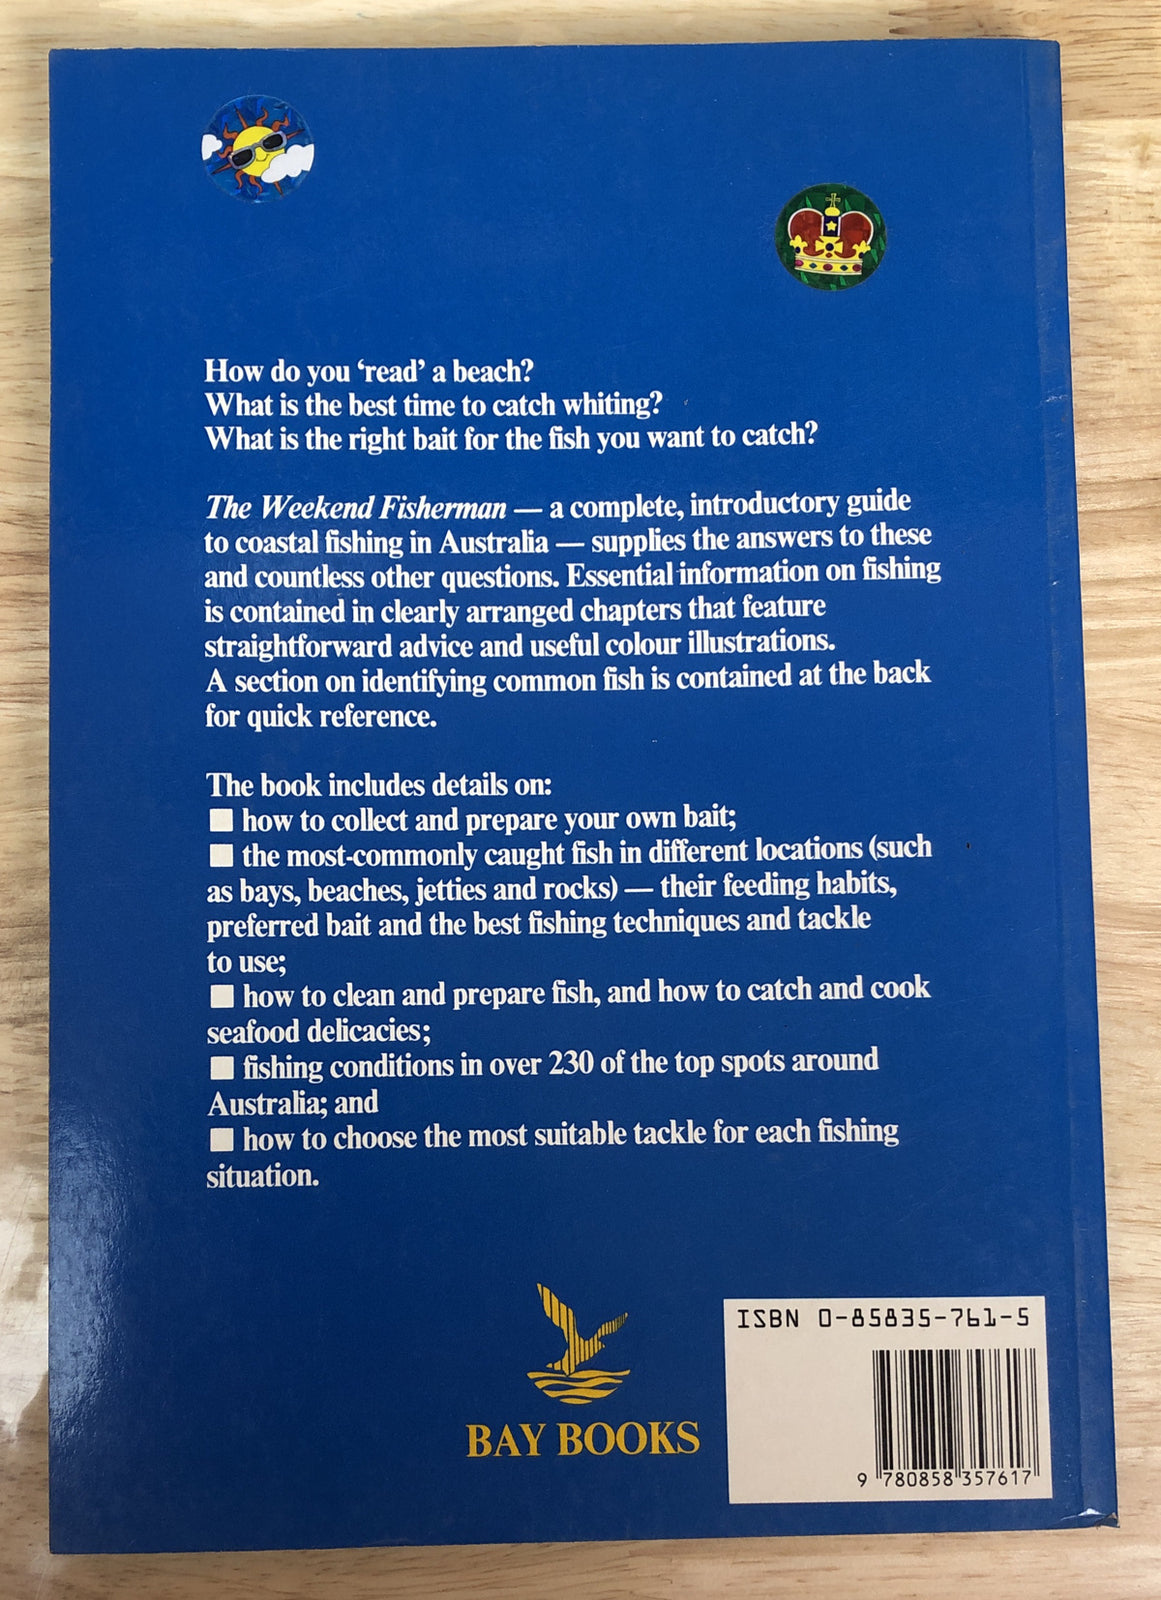 How do you ‘read’ a beach?
What is the best time to catch whiting?
What is the right bait for the fish you want to catch?
The Weekend Fisherman — a complete, introductory guide
to coastal fishing in Australia — supplies the answers to these
and countless other questions. Essential information on fishing
is contained in clearly arranged chapters that feature
straightforward advice and useful colour illustrations.
A section on identifying common fish is contained at the back
for quick reference.
The book includes details on:
■ how to collect and prepare your own bait;
■ the most-commonly caught fish in different locations (such
as bays, beaches, jetties and rocks) — their feeding habits,
preferred bait and the best fishing techniques and tackle
to use;
■ how to clean and prepare fish, and how to catch and cook
seafood delicacies;
■ fishing conditions in over 230 of the top spots around
Australia; and
■ how to choose the most suitable tackle for each fishing
situation.
BAY BOOKS
ISBN 0-85835-761-5
9 780858 357617